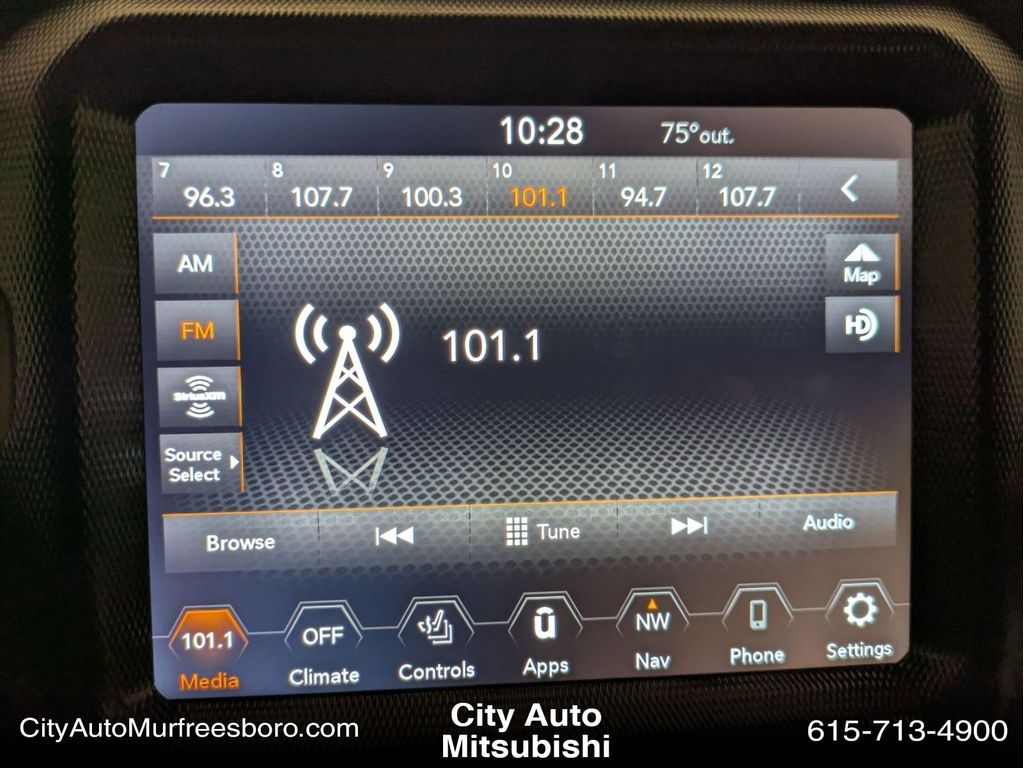 10:28 75°out.
7 8 9 10 11 12
96.3 107.7 100.3 101.1 94.7 107.7
AM
Map
FM
101.1
HD
SiriusXM
Source
Select
Browse Tune Audio
101.1 OFF û NW
Media Climate Controls Apps Nav Phone Settings
CityAutoMurfreesboro.com
City Auto
Mitsubishi
615-713-4900